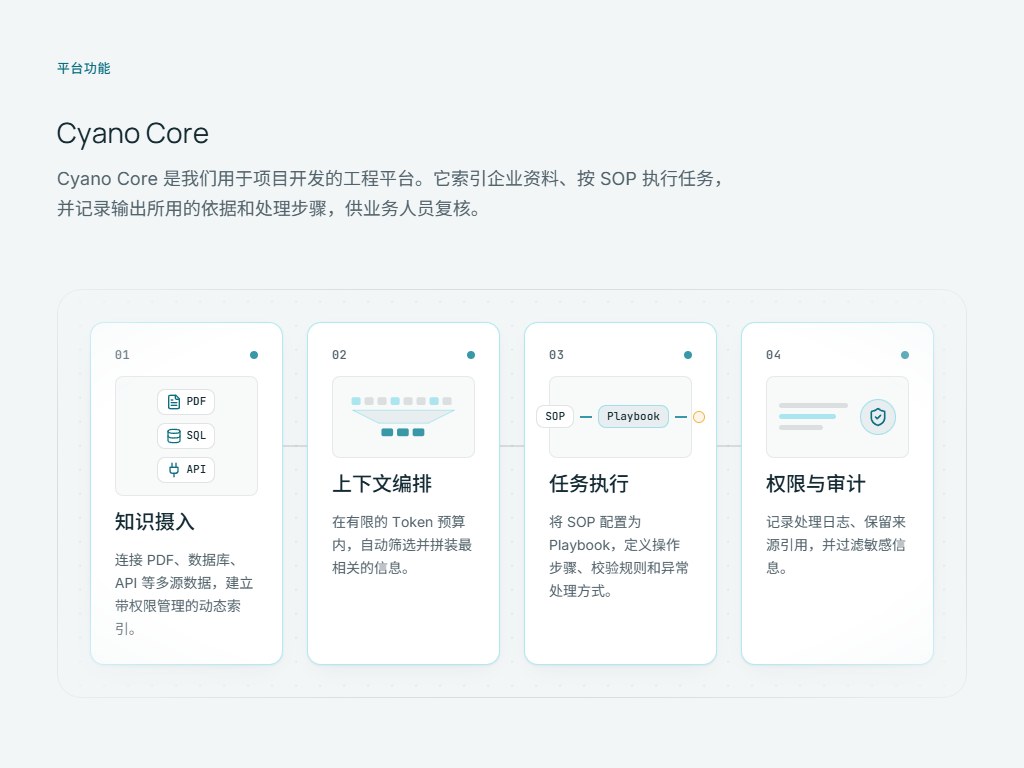 平台功能
Cyano Core
Cyano Core 是我们用于项目开发的工程平台。它索引企业资料、按 SOP 执行任务，
并记录输出所用的依据和处理步骤，供业务人员复核。
01
PDF
SQL
API
知识摄入
连接 PDF、数据库、
API 等多源数据，建立
带权限管理的动态索
引。
02
上下文编排
在有限的 Token 预算
内，自动筛选并拼装最
相关的信息。
03
SOP
Playbook
任务执行
将 SOP 配置为
Playbook，定义操作
步骤、校验规则和异常
处理方式。
04
权限与审计
记录处理日志、保留来
源引用，并过滤敏感信
息。